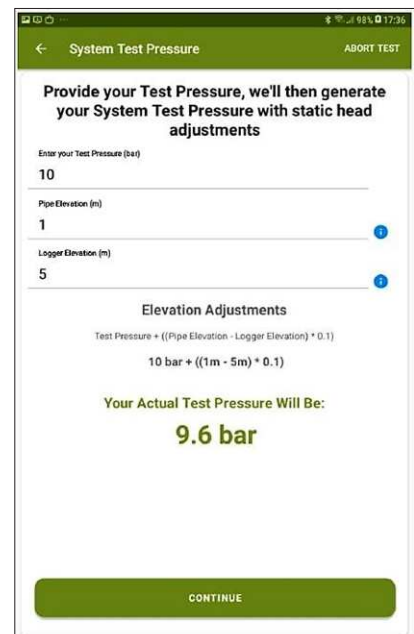 98% 17:36
System Test Pressure ABORT TEST
Provide your Test Pressure, we'll then generate
your System Test Pressure with static head
adjustments
Enter your Test Pressure (bar)
10
Pipe Elevation (m)
1
Logger Elevation (m)
5
Elevation Adjustments
Test Pressure + ((Pipe Elevation - Logger Elevation) * 0.1)
10 bar + ((1m - 5m) * 0.1)
Your Actual Test Pressure Will Be:
9.6 bar
CONTINUE